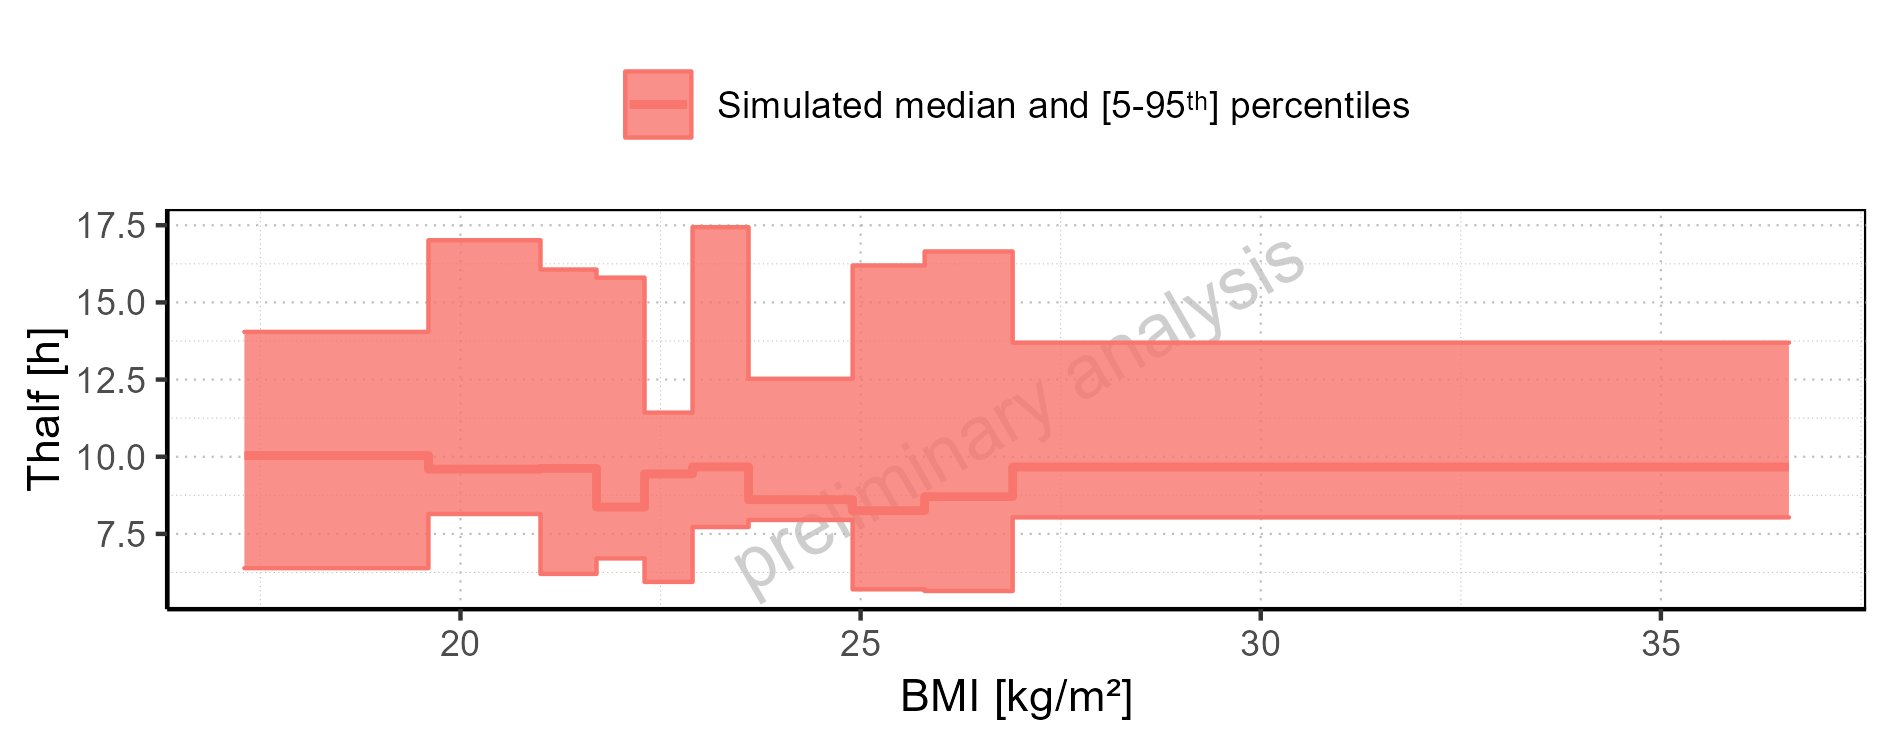 Simulated median and [5-95ᵗʰ] percentiles
17.5
15.0
12.5
10.0
7.5
Thalf [h]
preliminary analysis
20 25 30 35
BMI [kg/m²]